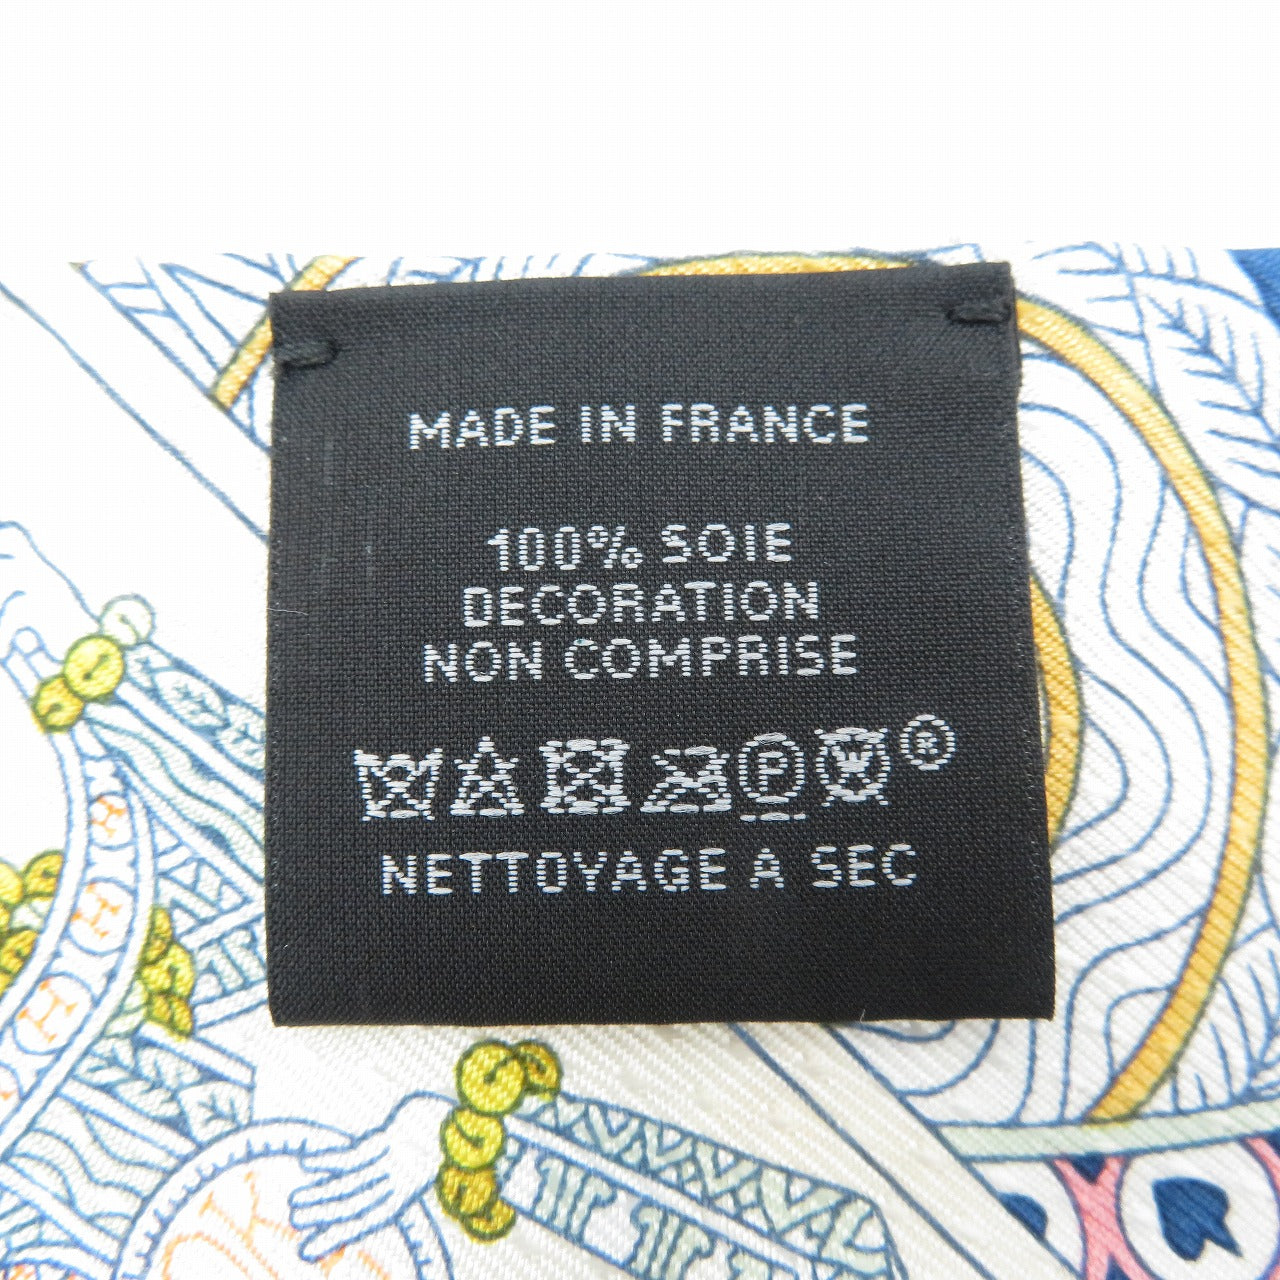 MADE IN FRANCE
100% SOIE
DECORATION
NON COMPRISE
P W ®
NETTOYAGE A SEC